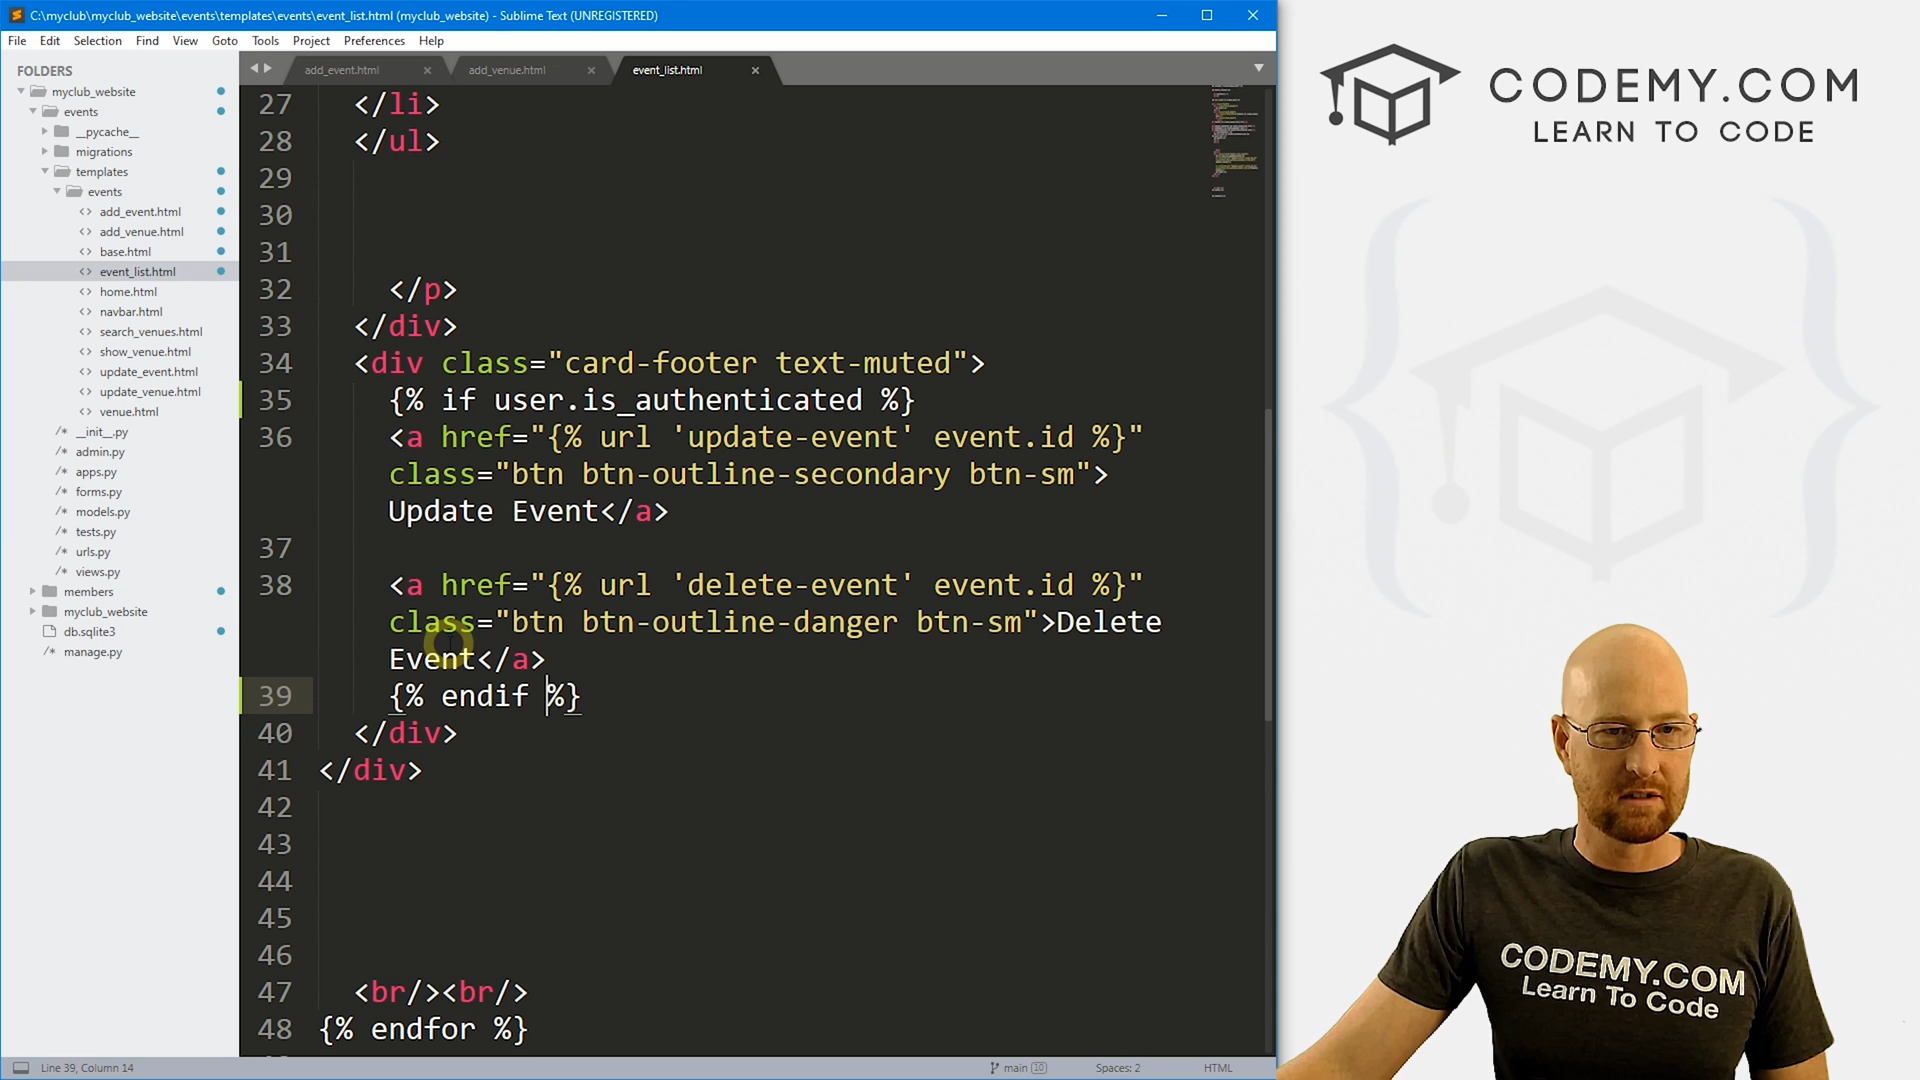 C:\myclub\myclub_website\events\templates\events\event_list.html (myclub_website) - Sublime Text (UNREGISTERED)
File Edit Selection Find View Goto Tools Project Preferences Help
FOLDERS
myclub_website
events
__pycache__
migrations
templates
events
add_event.html
add_venue.html
base.html
event_list.html
home.html
navbar.html
search_venues.html
show_venue.html
update_event.html
update_venue.html
venue.html
__init__.py
admin.py
apps.py
forms.py
models.py
tests.py
urls.py
views.py
members
myclub_website
db.sqlite3
manage.py
add_event.html add_venue.html event_list.html
27 </li>
28 </ul>
29
30
31
32 </p>
33 </div>
34 <div class="card-footer text-muted">
35 {% if user.is_authenticated %}
36 <a href="{% url 'update-event' event.id %}"
class="btn btn-outline-secondary btn-sm">
Update Event</a>
37
38 <a href="{% url 'delete-event' event.id %}"
class="btn btn-outline-danger btn-sm">Delete
Event</a>
39 {% endif %}
40 </div>
41 </div>
42
43
44
45
46
47 <br/><br/>
48 {% endfor %}
Line 39, Column 14 main 10 Spaces: 2 HTML
CODEMY.COM
LEARN TO CODE
CODEMY.COM
Learn To Code